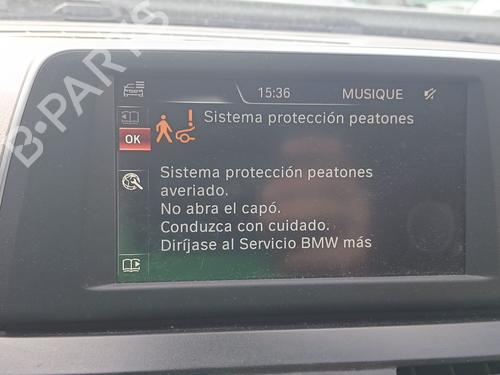 15:36 MUSIQUE
Sistema protección peatones
OK
Sistema protección peatones
averiado.
No abra el capó.
Conduzca con cuidado.
Diríjase al Servicio BMW más
B-PARTS